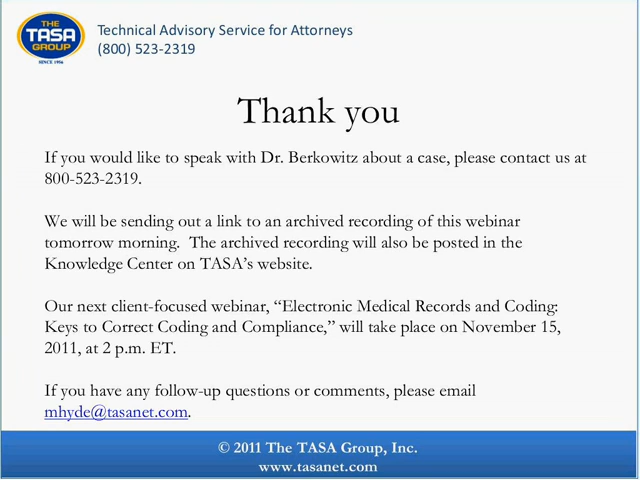 THE
TASA
GROUP
SINCE 1956
Technical Advisory Service for Attorneys
(800) 523-2319
Thank you
If you would like to speak with Dr. Berkowitz about a case, please contact us at
800-523-2319.
We will be sending out a link to an archived recording of this webinar
tomorrow morning.  The archived recording will also be posted in the
Knowledge Center on TASA’s website.
Our next client-focused webinar, “Electronic Medical Records and Coding:
Keys to Correct Coding and Compliance,” will take place on November 15,
2011, at 2 p.m. ET.
If you have any follow-up questions or comments, please email
mhyde@tasanet.com.
© 2011 The TASA Group, Inc.
www.tasanet.com